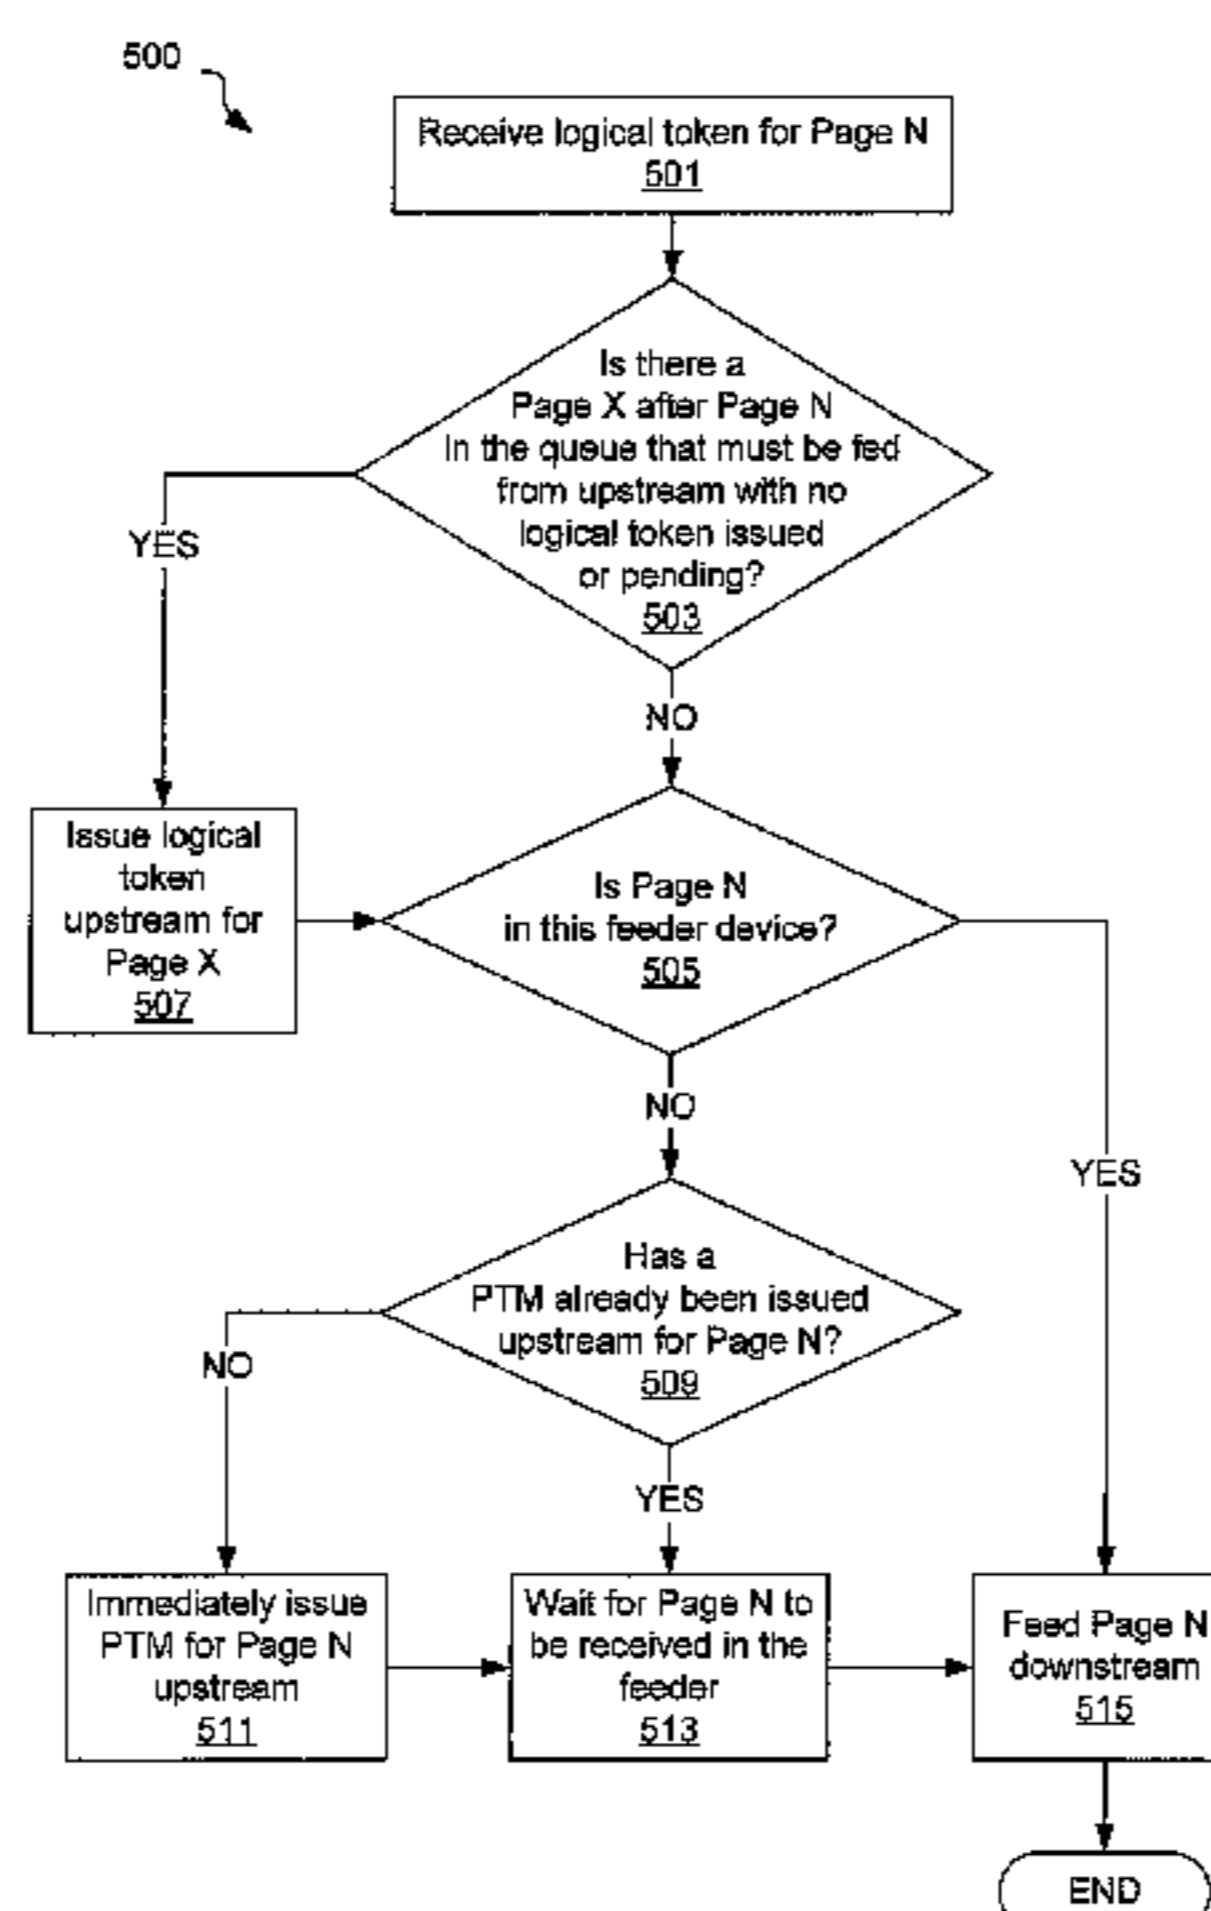 500
Receive logical token for Page N
501
Is there a
Page X after Page N
In the queue that must be fed
from upstream with no
logical token issued
or pending?
503
YES
NO
Issue logical
token
upstream for
Page X
507
Is Page N
in this feeder device?
505
NO
YES
Has a
PTM already been issued
upstream for Page N?
509
NO
YES
Immediately issue
PTM for Page N
upstream
511
Wait for Page N to
be received in the
feeder
513
Feed Page N
downstream
515
END